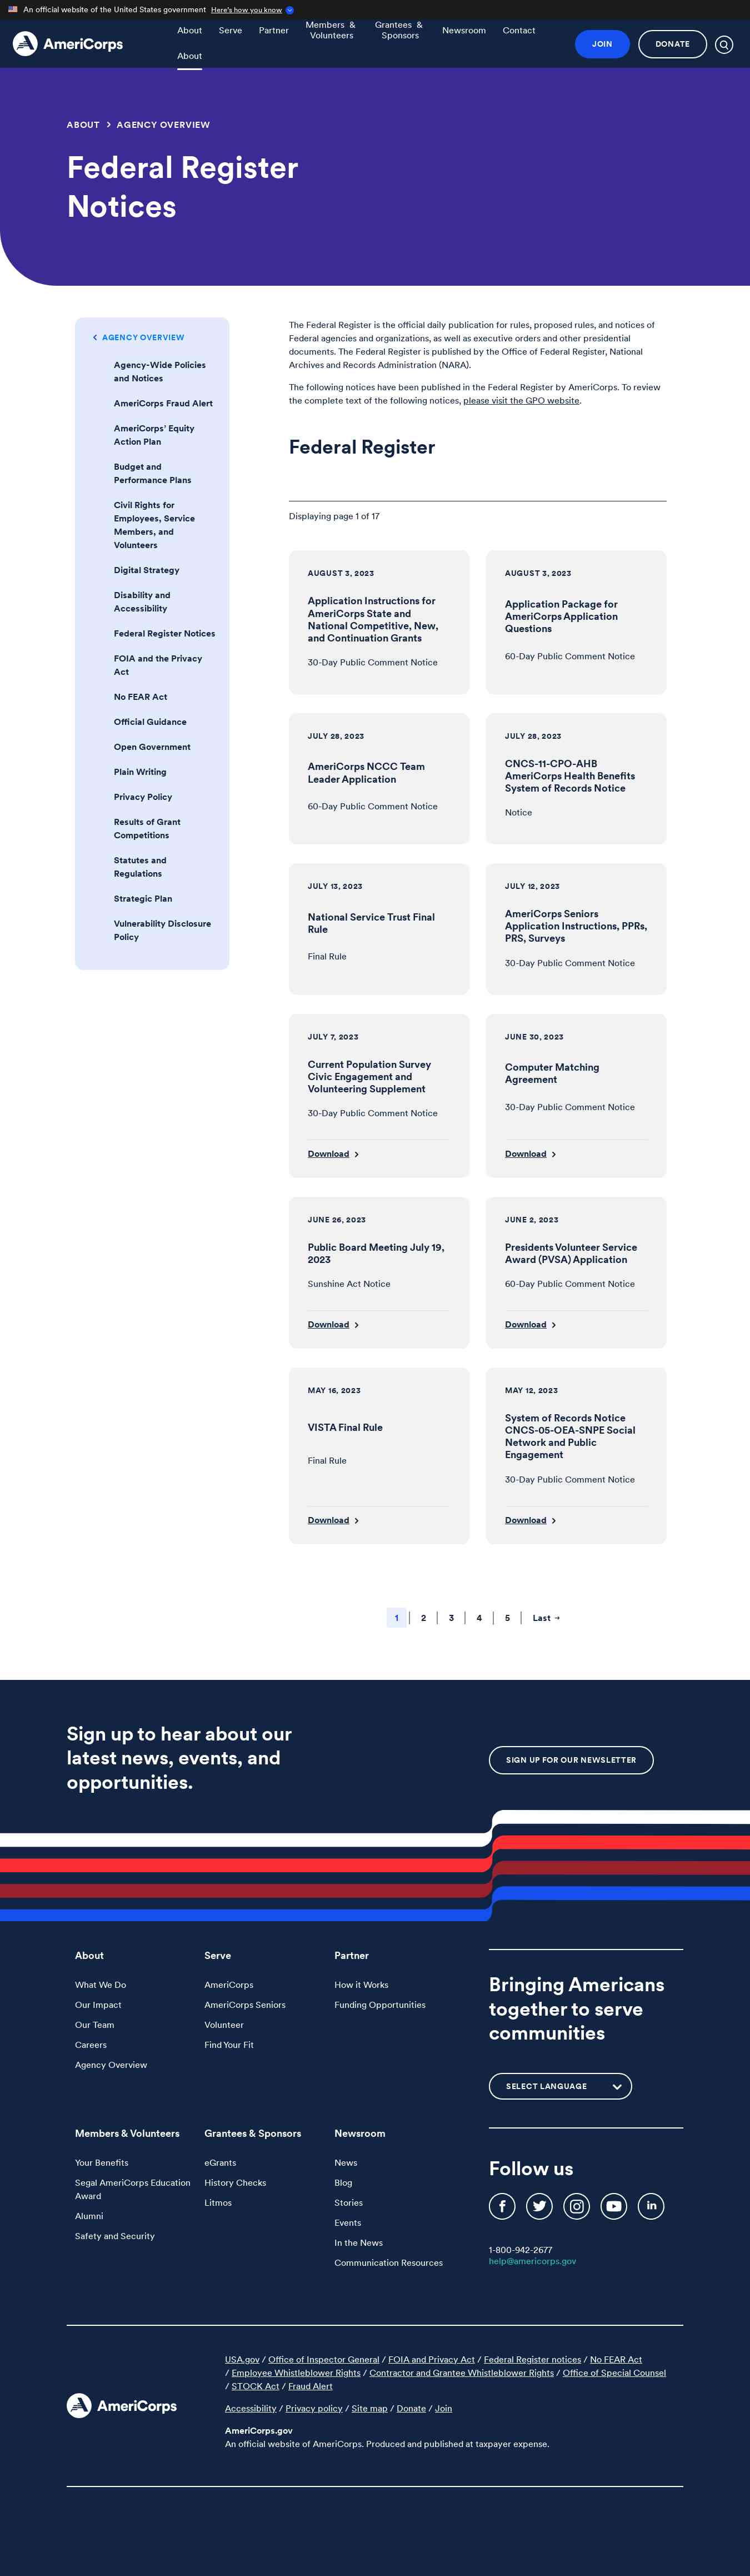 An official website of the United States government Here's how you know
AmeriCorps
About
Serve
Partner
Members & Volunteers
Grantees & Sponsors
Newsroom
Contact
About
JOIN
DONATE
ABOUT > AGENCY OVERVIEW
Federal Register
Notices
AGENCY OVERVIEW
Agency-Wide Policies
and Notices
AmeriCorps Fraud Alert
AmeriCorps' Equity
Action Plan
Budget and
Performance Plans
Civil Rights for
Employees, Service
Members, and
Volunteers
Digital Strategy
Disability and
Accessibility
Federal Register Notices
FOIA and the Privacy
Act
No FEAR Act
Official Guidance
Open Government
Plain Writing
Privacy Policy
Results of Grant
Competitions
Statutes and
Regulations
Strategic Plan
Vulnerability Disclosure
Policy
The Federal Register is the official daily publication for rules, proposed rules, and notices of
Federal agencies and organizations, as well as executive orders and other presidential
documents. The Federal Register is published by the Office of Federal Register, National
Archives and Records Administration (NARA).
The following notices have been published in the Federal Register by AmeriCorps. To review
the complete text of the following notices, please visit the GPO website.
Federal Register
Displaying page 1 of 17
AUGUST 3, 2023
Application Instructions for
AmeriCorps State and
National Competitive, New,
and Continuation Grants
30-Day Public Comment Notice
AUGUST 3, 2023
Application Package for
AmeriCorps Application
Questions
60-Day Public Comment Notice
JULY 28, 2023
AmeriCorps NCCC Team
Leader Application
60-Day Public Comment Notice
JULY 28, 2023
CNCS-11-CPO-AHB
AmeriCorps Health Benefits
System of Records Notice
Notice
JULY 13, 2023
National Service Trust Final
Rule
Final Rule
JULY 12, 2023
AmeriCorps Seniors
Application Instructions, PPRs,
PRS, Surveys
30-Day Public Comment Notice
JULY 7, 2023
Current Population Survey
Civic Engagement and
Volunteering Supplement
30-Day Public Comment Notice
Download
JUNE 30, 2023
Computer Matching
Agreement
30-Day Public Comment Notice
Download
JUNE 26, 2023
Public Board Meeting July 19,
2023
Sunshine Act Notice
Download
JUNE 2, 2023
Presidents Volunteer Service
Award (PVSA) Application
60-Day Public Comment Notice
Download
MAY 16, 2023
VISTA Final Rule
Final Rule
Download
MAY 12, 2023
System of Records Notice
CNCS-05-OEA-SNPE Social
Network and Public
Engagement
30-Day Public Comment Notice
Download
1 2 3 4 5 Last →
Sign up to hear about our
latest news, events, and
opportunities.
SIGN UP FOR OUR NEWSLETTER
About
What We Do
Our Impact
Our Team
Careers
Agency Overview
Serve
AmeriCorps
AmeriCorps Seniors
Volunteer
Find Your Fit
Partner
How it Works
Funding Opportunities
Bringing Americans
together to serve
communities
SELECT LANGUAGE
Members & Volunteers
Your Benefits
Segal AmeriCorps Education
Award
Alumni
Safety and Security
Grantees & Sponsors
eGrants
History Checks
Litmos
Newsroom
News
Blog
Stories
Events
In the News
Communication Resources
Follow us
1-800-942-2677
help@americorps.gov
AmeriCorps
USA.gov / Office of Inspector General / FOIA and Privacy Act / Federal Register notices / No FEAR Act
/ Employee Whistleblower Rights / Contractor and Grantee Whistleblower Rights / Office of Special Counsel
/ STOCK Act / Fraud Alert
Accessibility / Privacy policy / Site map / Donate / Join
AmeriCorps.gov
An official website of AmeriCorps. Produced and published at taxpayer expense.